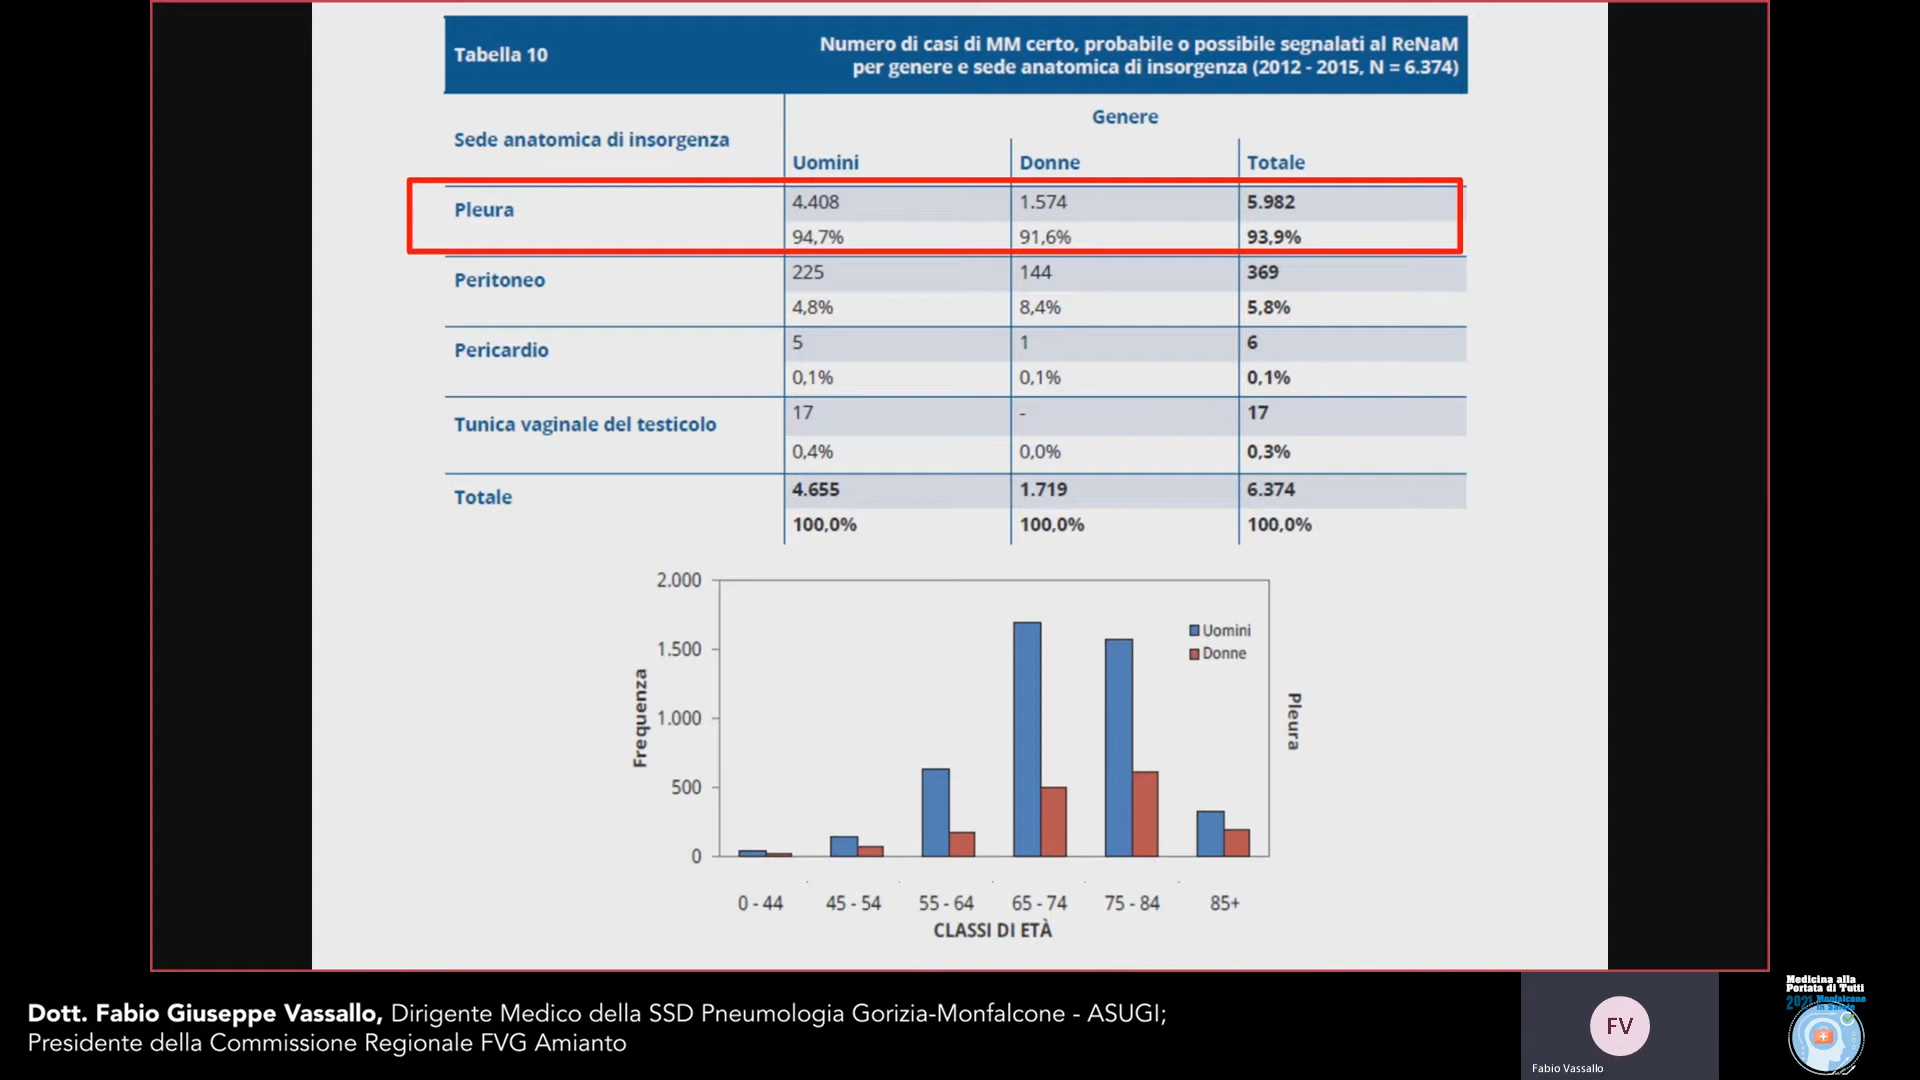 Tabella 10
Numero di casi di MM certo, probabile o possibile segnalati al ReNaM
per genere e sede anatomica di insorgenza (2012 - 2015, N = 6.374)
Sede anatomica di insorgenza
Genere
Uomini Donne Totale
Pleura
4.408 1.574 5.982
94,7% 91,6% 93,9%
Peritoneo
225 144 369
4,8% 8,4% 5,8%
Pericardio
5 1 6
0,1% 0,1% 0,1%
Tunica vaginale del testicolo
17 - 17
0,4% 0,0% 0,3%
Totale
4.655 1.719 6.374
100,0% 100,0% 100,0%
Frequenza
2.000
1.500
1.000
500
0
Uomini
Donne
Pleura
0 - 44 45 - 54 55 - 64 65 - 74 75 - 84 85+
CLASSI DI ETÀ
Dott. Fabio Giuseppe Vassallo, Dirigente Medico della SSD Pneumologia Gorizia-Monfalcone - ASUGI;
Presidente della Commissione Regionale FVG Amianto
FV
Fabio Vassallo
Medicina alla
Portata di Tutti
2021 Monfalcone
in Salute